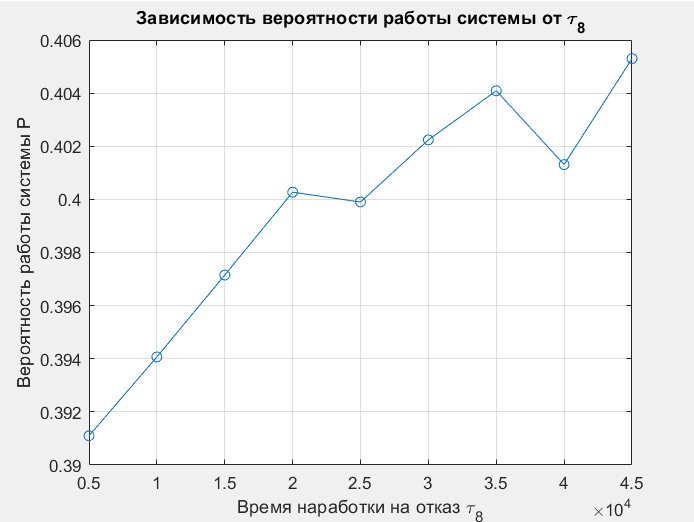 Зависимость вероятности работы системы от τ₈
Вероятность работы системы P
0.406
0.404
0.402
0.4
0.398
0.396
0.394
0.392
0.39
0.5 1 1.5 2 2.5 3 3.5 4 4.5
×10⁴
Время наработки на отказ τ₈